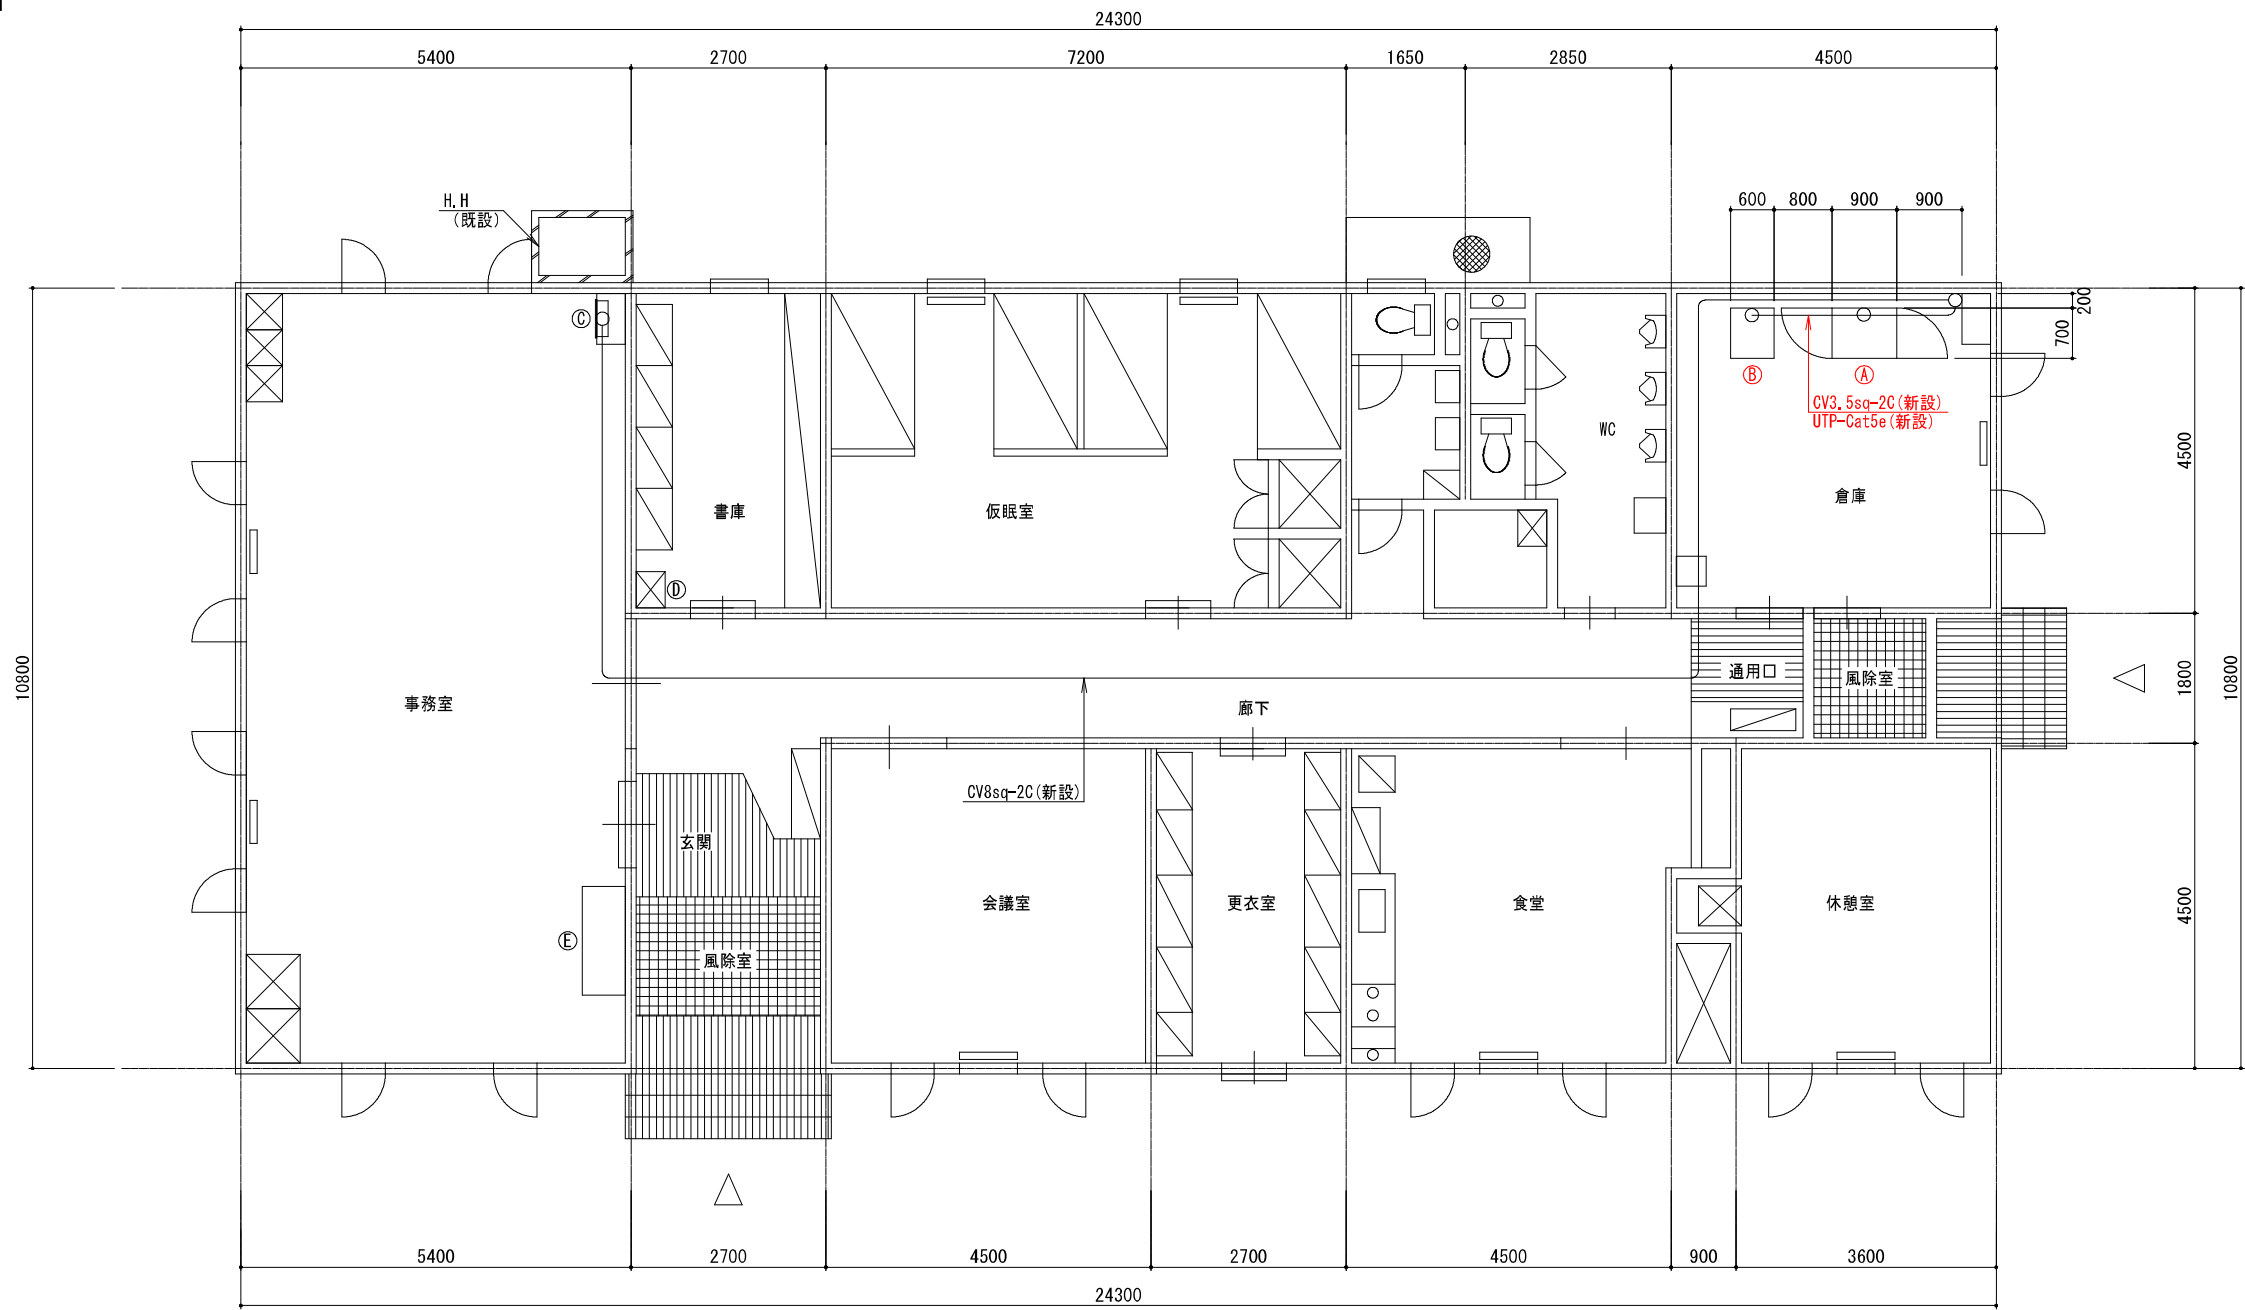 24300
5400
2700
7200
1650
2850
4500
H.H
(既設)
600
800
900
900
200
700
Ⓒ
Ⓑ
Ⓐ
CV3.5sq-2C(新設)
UTP-Cat5e(新設)
WC
倉庫
書庫
仮眠室
Ⓓ
4500
10800
事務室
通用口
風除室
廊下
1800
10800
CV8sq-2C(新設)
玄関
会議室
更衣室
食堂
休憩室
4500
Ⓔ
風除室
5400
2700
4500
2700
4500
900
3600
24300